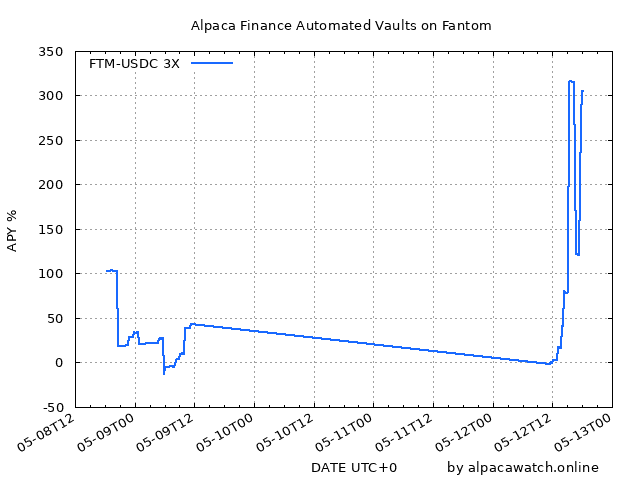 Alpaca Finance Automated Vaults on Fantom
FTM-USDC 3X
APY %
350
300
250
200
150
100
50
0
-50
05-08T12
05-09T00
05-09T12
05-10T00
05-10T12
05-11T00
05-11T12
05-12T00
05-12T12
05-13T00
DATE UTC+0
by alpacawatch.online